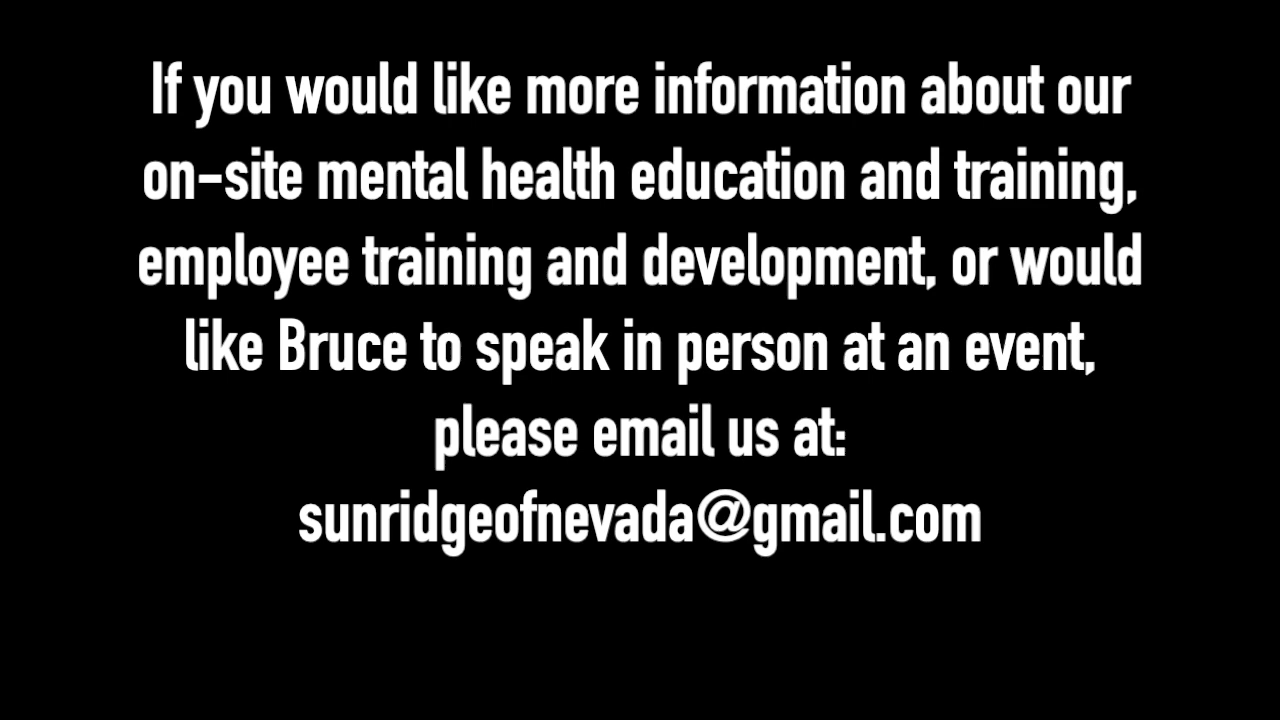 If you would like more information about our
on-site mental health education and training,
employee training and development, or would
like Bruce to speak in person at an event,
please email us at:
sunridgeofnevada@gmail.com